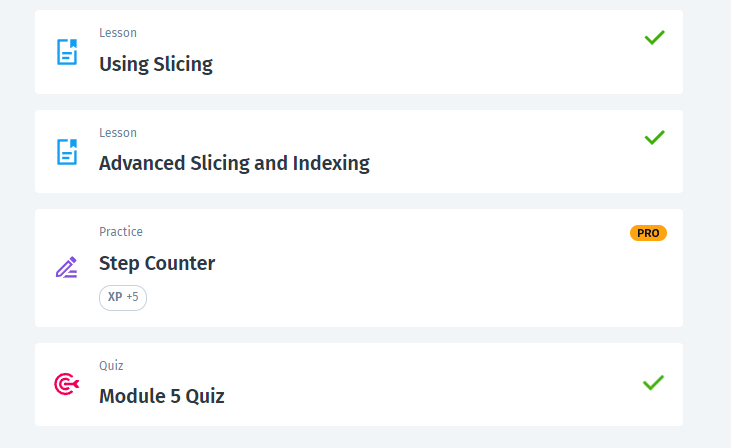 Lesson
Using Slicing
Lesson
Advanced Slicing and Indexing
Practice
PRO
Step Counter
XP +5
Quiz
Module 5 Quiz